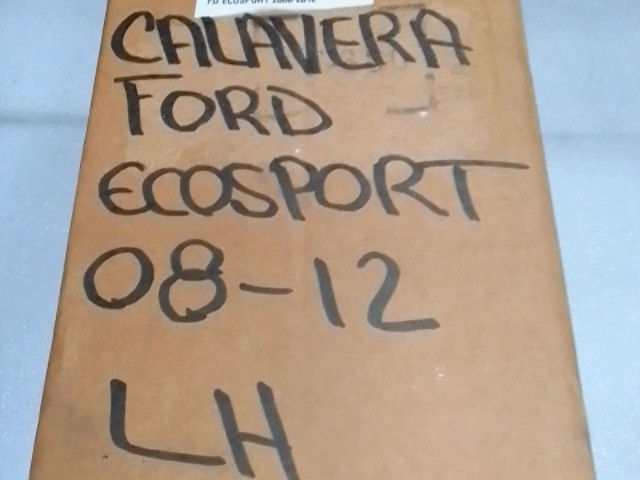 CALAVERA
FORD
ECOSPORT
08-12
LH